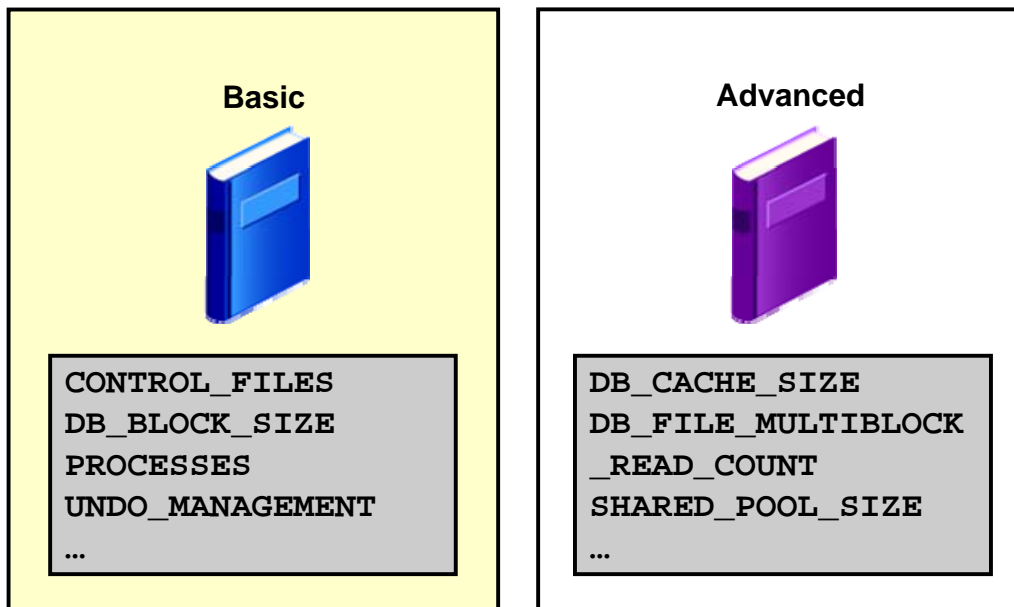 Basic
CONTROL_FILES
DB_BLOCK_SIZE
PROCESSES
UNDO_MANAGEMENT
…
Advanced
DB_CACHE_SIZE
DB_FILE_MULTIBLOCK
_READ_COUNT
SHARED_POOL_SIZE
…